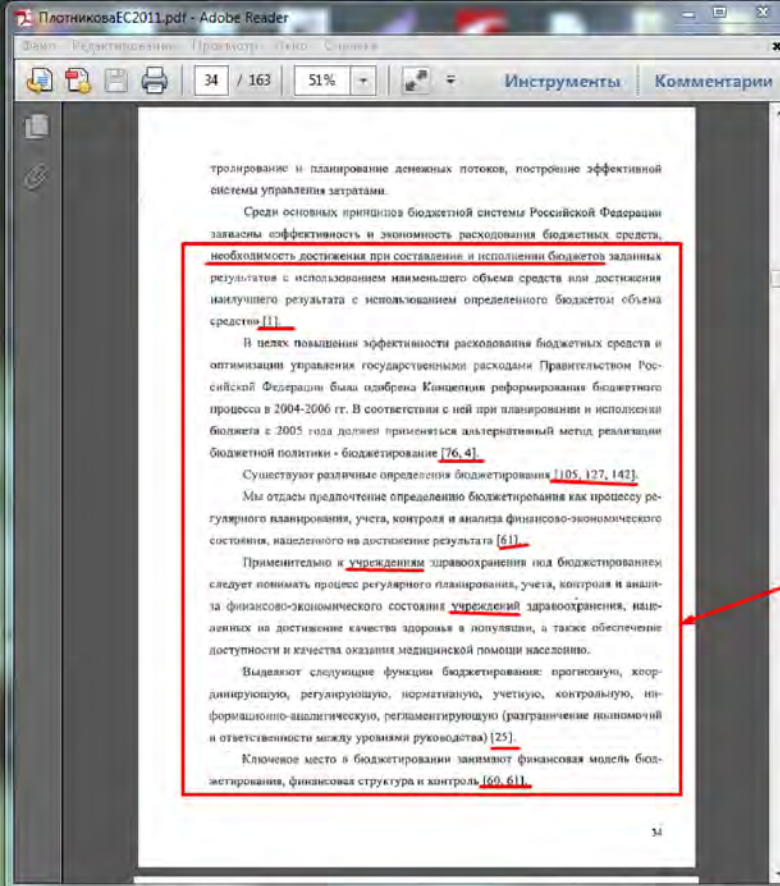 ПлотниковаЕС2011.pdf - Adobe Reader
Файл Редактирование Просмотр Окно Справка
34 / 163 51% Инструменты Комментарии
тролирование и планирование денежных потоков, построение эффективной
системы управления затратами.
Среди основных принципов бюджетной системы Российской Федерации
заявлены «эффективность и экономность расходования бюджетных средств,
необходимость достижения при составление и исполнении бюджетов заданных
результатов с использованием наименьшего объема средств или достижения
наилучшего результата с использованием определенного бюджетом объема
средств» [1].
В целях повышения эффективности расходования бюджетных средств и
оптимизации управления государственными расходами Правительством Рос-
сийской Федерации была одобрена Концепция реформирования бюджетного
процесса в 2004-2006 гг. В соответствии с ней при планировании и исполнении
бюджета с 2005 года должен применяться альтернативный метод реализации
бюджетной политики - бюджетирование [76, 4].
Существуют различные определения бюджетирования [105, 127, 142].
Мы отдаем предпочтение определению бюджетирования как процессу ре-
гулярного планирования, учета, контроля и анализа финансово-экономического
состояния, нацеленного на достижение результата [61].
Применительно к учреждениям здравоохранения под бюджетированием
следует понимать процесс регулярного планирования, учета, контроля и анали-
за финансово-экономического состояния учреждений здравоохранения, наце-
ленных на достижение качества здоровья в популяции, а также обеспечение
доступности и качества оказания медицинской помощи населению.
Выделяют следующие функции бюджетирования: прогнозную, коор-
динирующую, регулирующую, нормативную, учетную, контрольную, ин-
формационно-аналитическую, регламентирующую (разграничение полномочий
и ответственности между уровнями руководства) [25].
Ключевое место в бюджетировании занимают финансовая модель бюд-
жетирования, финансовая структура и контроль [60, 61].
34